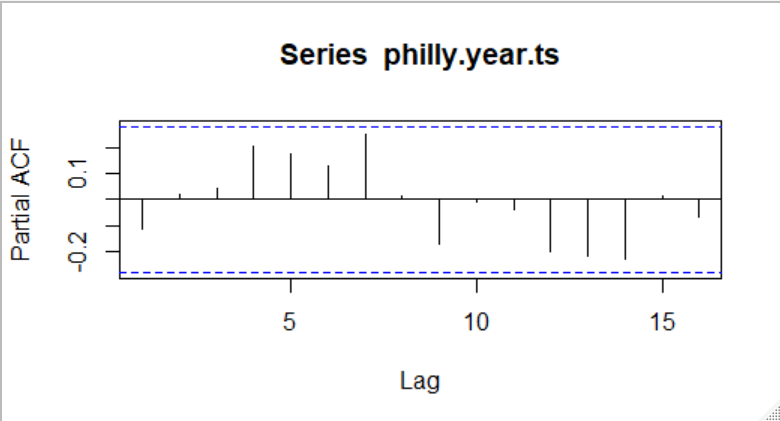 Series philly.year.ts
Partial ACF
0.1
-0.2
5 10 15
Lag